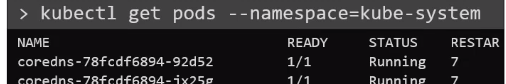 > kubectl get pods --namespace=kube-system
NAME READY STATUS RESTAR
coredns-78fcdf6894-92d52 1/1 Running 7
coredns-78fcdf6894-jx25g 1/1 Running 7